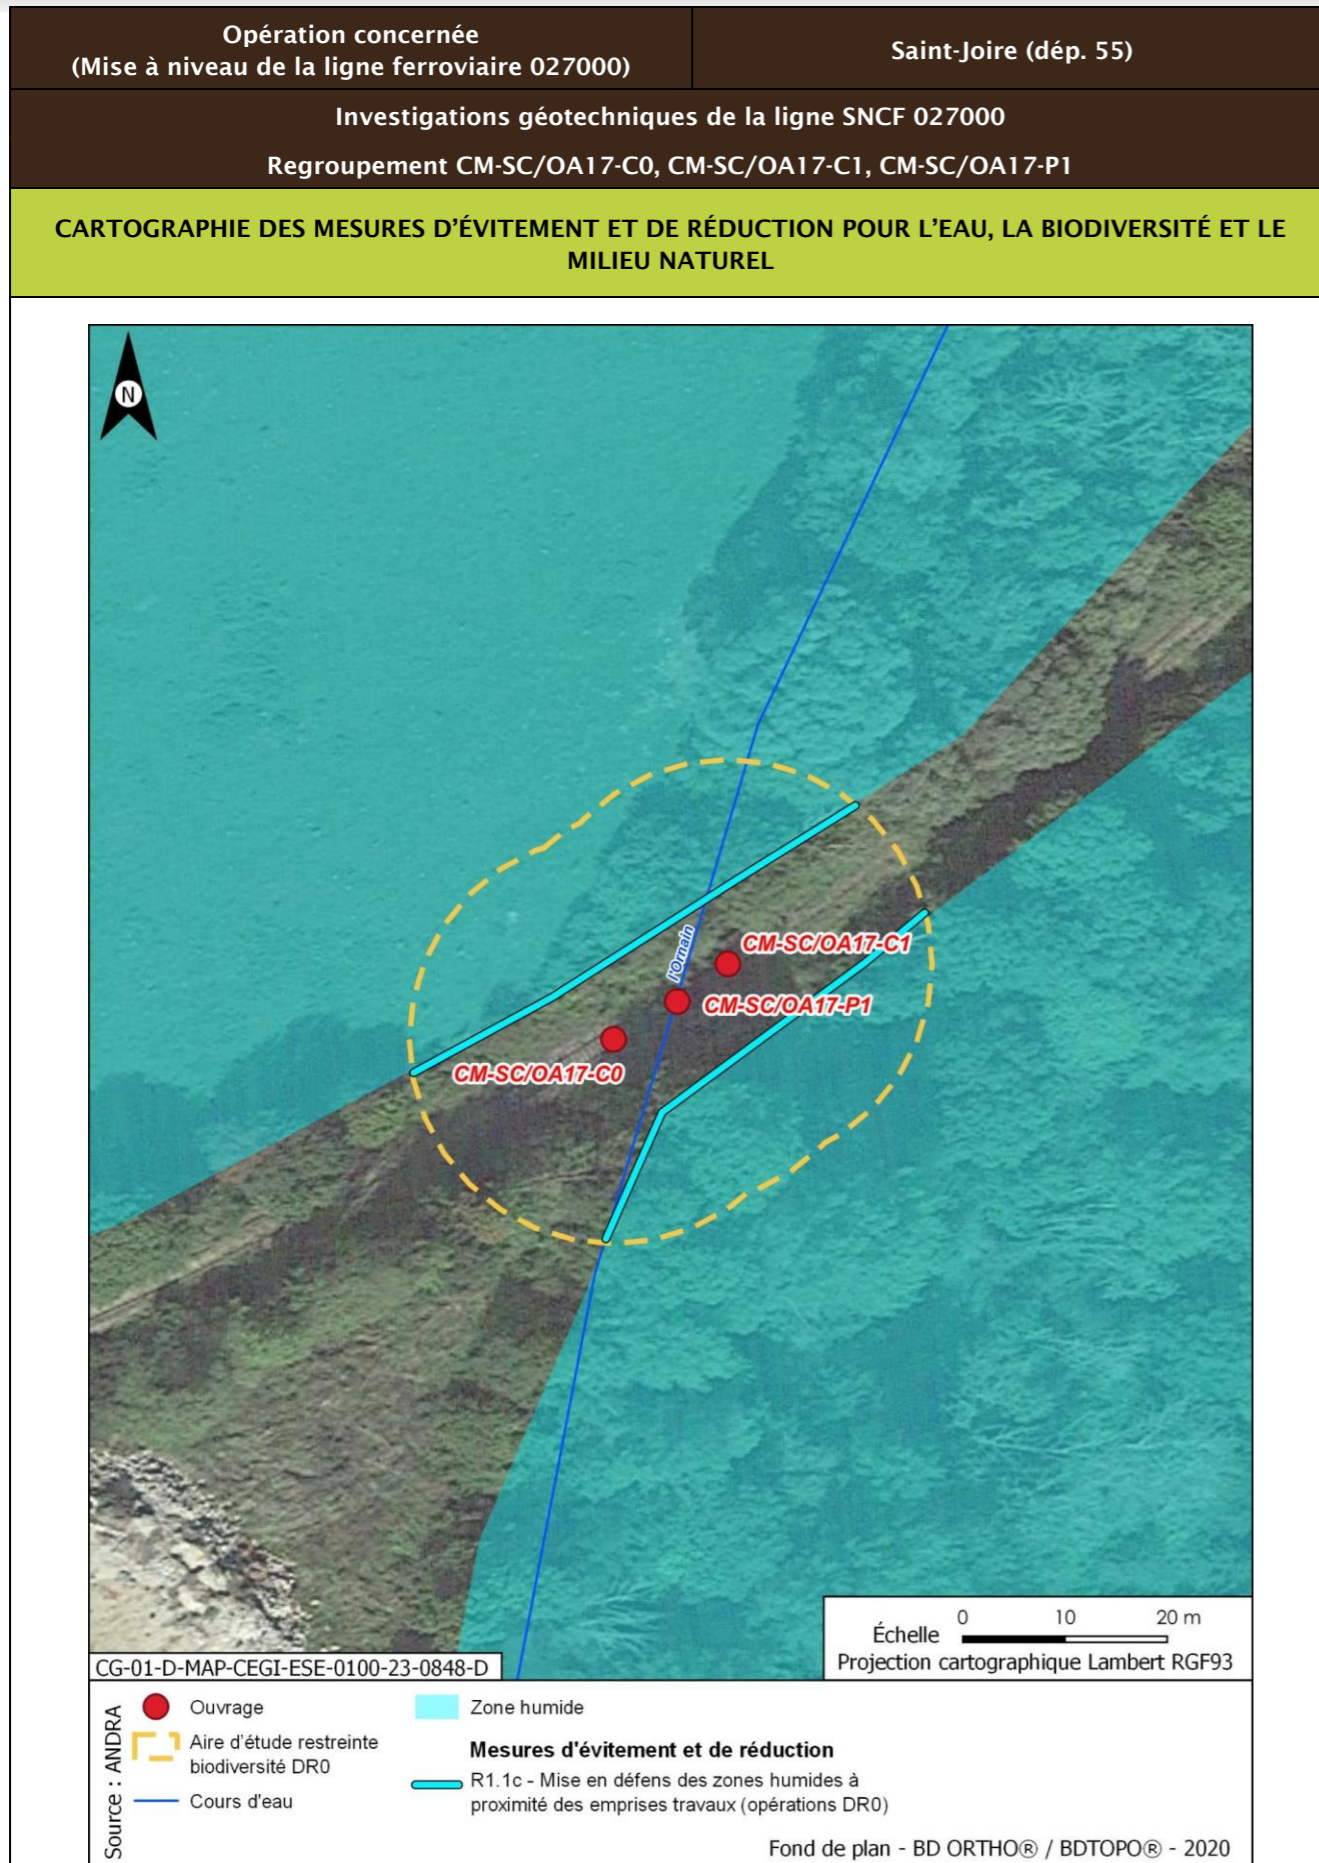 Opération concernée
(Mise à niveau de la ligne ferroviaire 027000)
Saint-Joire (dép. 55)
Investigations géotechniques de la ligne SNCF 027000
Regroupement CM-SC/OA17-C0, CM-SC/OA17-C1, CM-SC/OA17-P1
CARTOGRAPHIE DES MESURES D'ÉVITEMENT ET DE RÉDUCTION POUR L'EAU, LA BIODIVERSITÉ ET LE
MILIEU NATUREL
N
l'Ornain
CM-SC/OA17-C1
CM-SC/OA17-P1
CM-SC/OA17-C0
Échelle
0 10 20 m
Projection cartographique Lambert RGF93
CG-01-D-MAP-CEGI-ESE-0100-23-0848-D
Source : ANDRA
Ouvrage
Aire d'étude restreinte
biodiversité DR0
Cours d'eau
Zone humide
Mesures d'évitement et de réduction
R1.1c - Mise en défens des zones humides à
proximité des emprises travaux (opérations DR0)
Fond de plan - BD ORTHO® / BDTOPO® - 2020